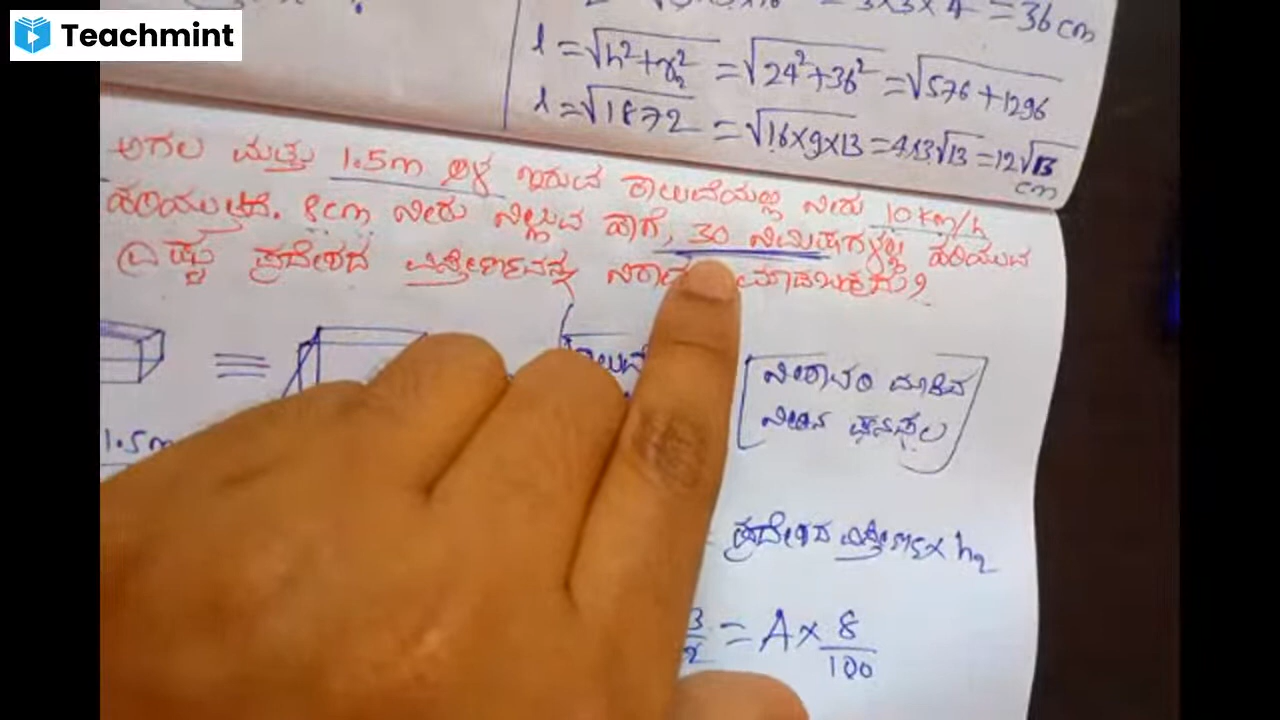 Teachmint
= 3×3×4 = 36 cm
l = √h²+r₂² = √24²+36² = √576+1296
l = √1872 = √16×9×13 = 4×3√13 = 12√13 cm
ಅಗಲ ಮತ್ತು 1.5m ಆಳ ಇರುವ ಕಾಲುವೆಯಲ್ಲಿ ನೀರು 10 km/h
ಹರಿಯುತ್ತಿದೆ. 8cm ನೀರು ನಿಲ್ಲುವ ಹಾಗೆ, 30 ನಿಮಿಷಗಳಲ್ಲಿ ಹರಿಯುವ
ಎಷ್ಟು ಪ್ರದೇಶದ ವಿಸ್ತೀರ್ಣವನ್ನು ಮಾಡಬಹುದು?
1.5m
ನೀರಾವರಿ ಮಾಡಿದ
ನೀರಿನ ಘನಫಲ
ಪ್ರದೇಶದ ವಿಸ್ತೀರ್ಣ × h₂
= A × 8/100